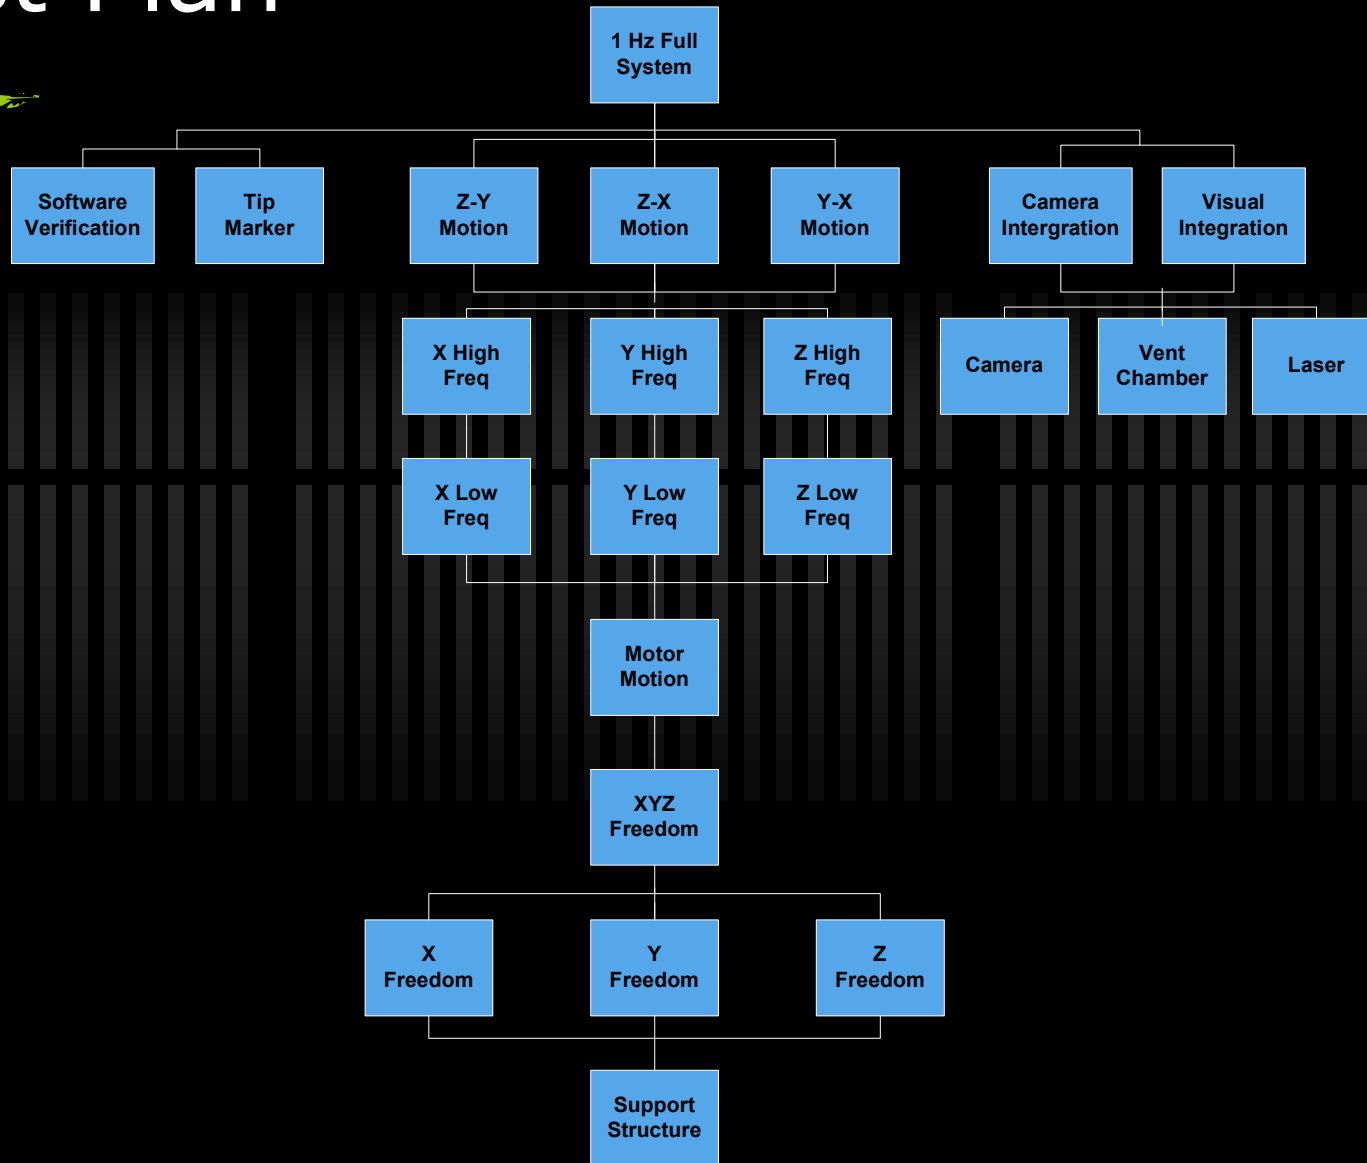 Plan
1 Hz Full
System
Software
Verification
Tip
Marker
Z-Y
Motion
Z-X
Motion
Y-X
Motion
Camera
Intergration
Visual
Integration
X High
Freq
Y High
Freq
Z High
Freq
Camera
Vent
Chamber
Laser
X Low
Freq
Y Low
Freq
Z Low
Freq
Motor
Motion
XYZ
Freedom
X
Freedom
Y
Freedom
Z
Freedom
Support
Structure